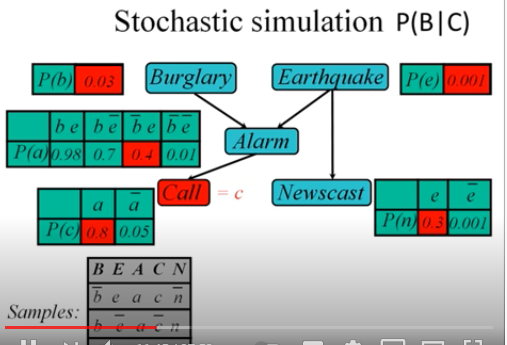 Stochastic simulation P(B|C)
P(b) 0.03 Burglary Earthquake P(e) 0.001
b e b e̅ b̅ e b̅ e̅
P(a) 0.98 0.7 0.4 0.01
Alarm
Call = c Newscast
a a̅
P(c) 0.8 0.05
e e̅
P(n) 0.3 0.001
B E A C N
b̅ e a c n̅
Samples:
b e̅ a c̅ n